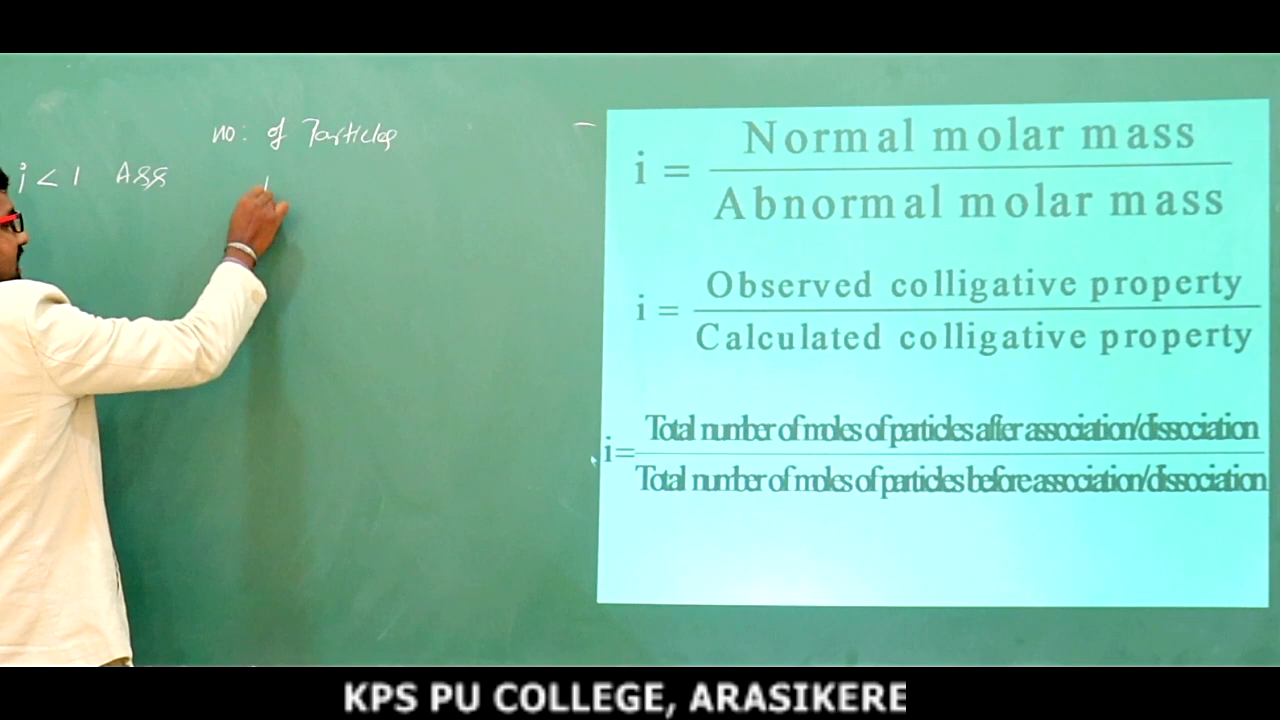 no: of Particles
i < 1 Ass
i = Normal molar mass
Abnormal molar mass
i = Observed colligative property
Calculated colligative property
i= Total number of moles of particles after association/dissociation
Total number of moles of particles before association/dissociation
KPS PU COLLEGE, ARASIKERE